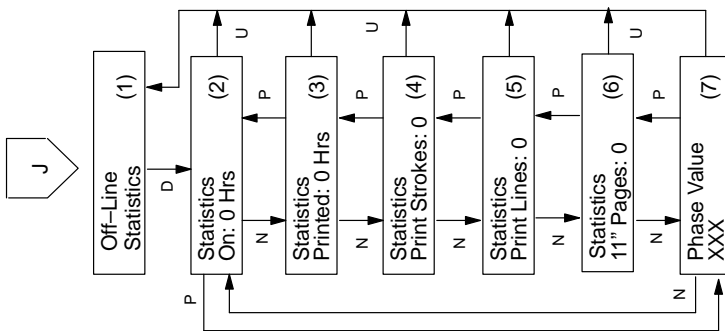 J
Off–Line
Statistics (1)
D
U
Statistics
On: 0 Hrs (2)
P
N
P
Statistics
Printed: 0 Hrs (3)
N
P
U
Statistics
Print Strokes: 0 (4)
N
P
Statistics
Print Lines: 0 (5)
N
P
U
Statistics
11" Pages: 0 (6)
N
P
N
Phase Value
XXX (7)